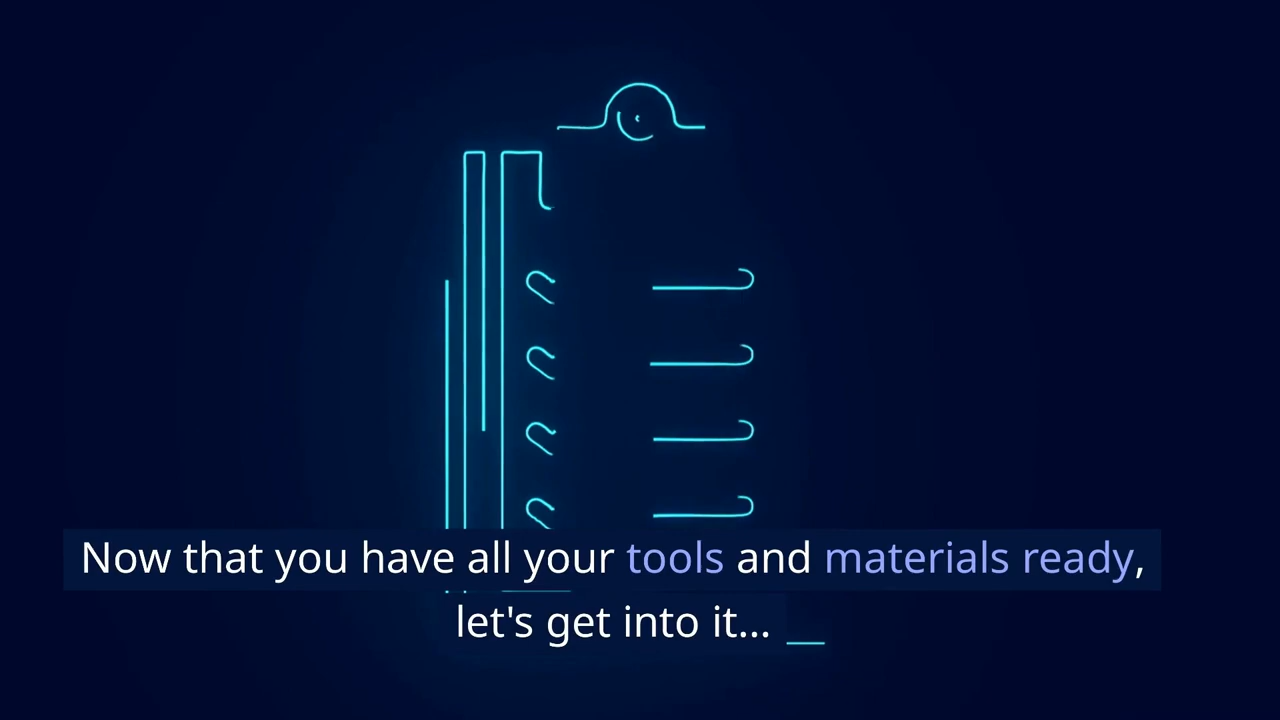 Now that you have all your tools and materials ready,
let's get into it...